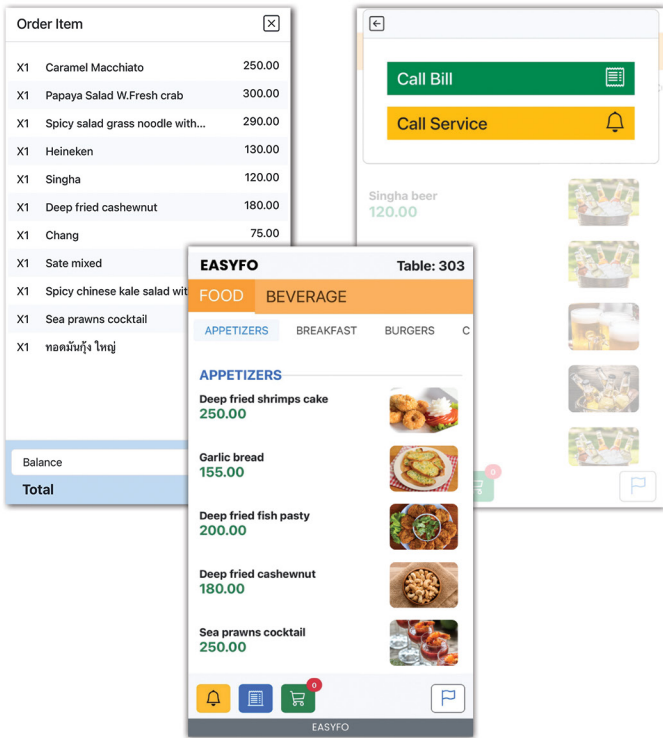 Order Item
X1 Caramel Macchiato 250.00
X1 Papaya Salad W.Fresh crab 300.00
X1 Spicy salad grass noodle with... 290.00
X1 Heineken 130.00
X1 Singha 120.00
X1 Deep fried cashewnut 180.00
X1 Chang 75.00
X1 Sate mixed
X1 Spicy chinese kale salad wit
X1 Sea prawns cocktail
X1 ทอดมันกุ้ง ใหญ่
Balance
Total
Call Bill
Call Service
Singha beer
120.00
0
EASYFO Table: 303
FOOD BEVERAGE
APPETIZERS BREAKFAST BURGERS C
APPETIZERS
Deep fried shrimps cake
250.00
Garlic bread
155.00
Deep fried fish pasty
200.00
Deep fried cashewnut
180.00
Sea prawns cocktail
250.00
0
EASYFO